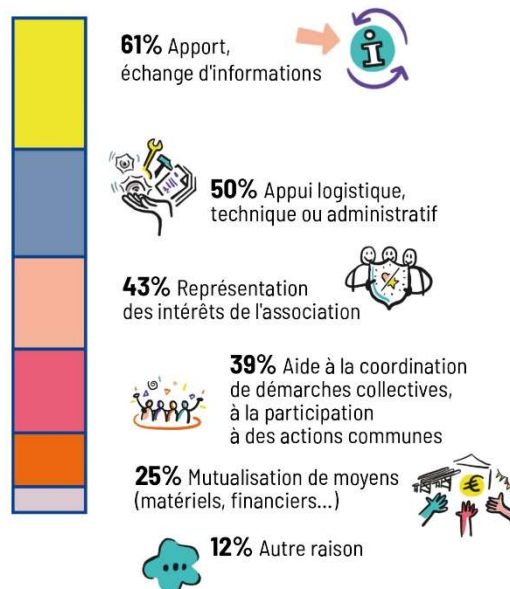 61% Apport,
échange d'informations
i
50% Appui logistique,
technique ou administratif
43% Représentation
des intérêts de l'association
39% Aide à la coordination
de démarches collectives,
à la participation
à des actions communes
25% Mutualisation de moyens
(matériels, financiers...)
€
12% Autre raison